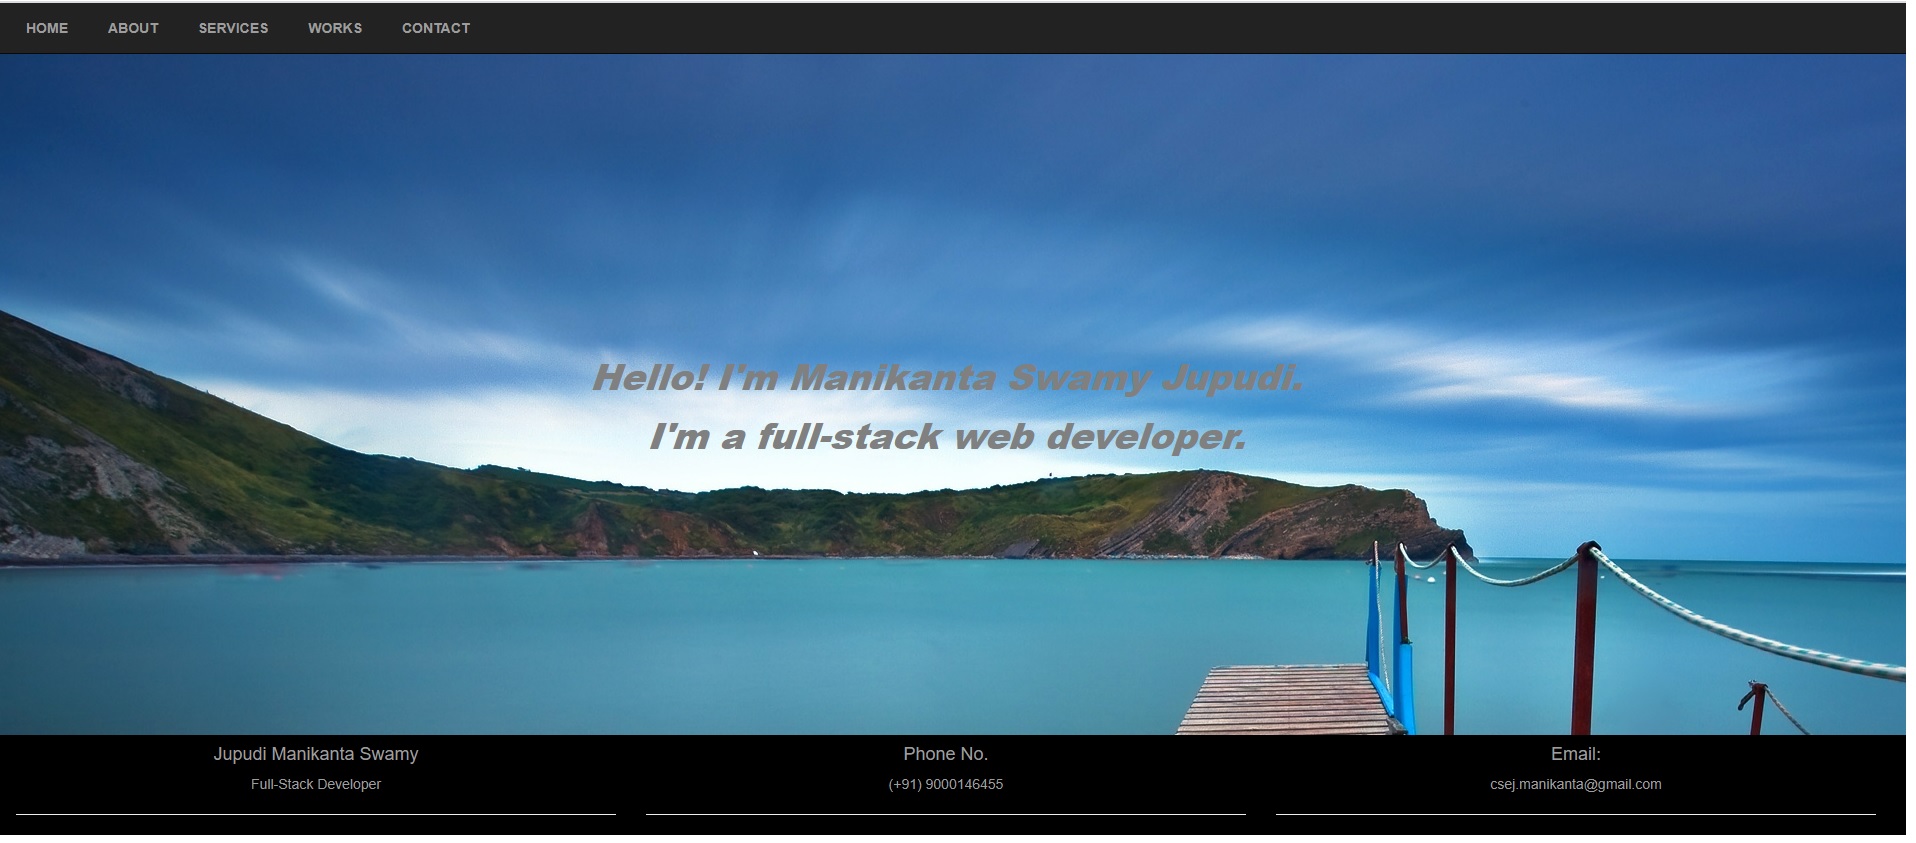 HOME ABOUT SERVICES WORKS CONTACT
Hello! I'm Manikanta Swamy Jupudi.
I'm a full-stack web developer.
Jupudi Manikanta Swamy
Full-Stack Developer
Phone No.
(+91) 9000146455
Email:
csej.manikanta@gmail.com